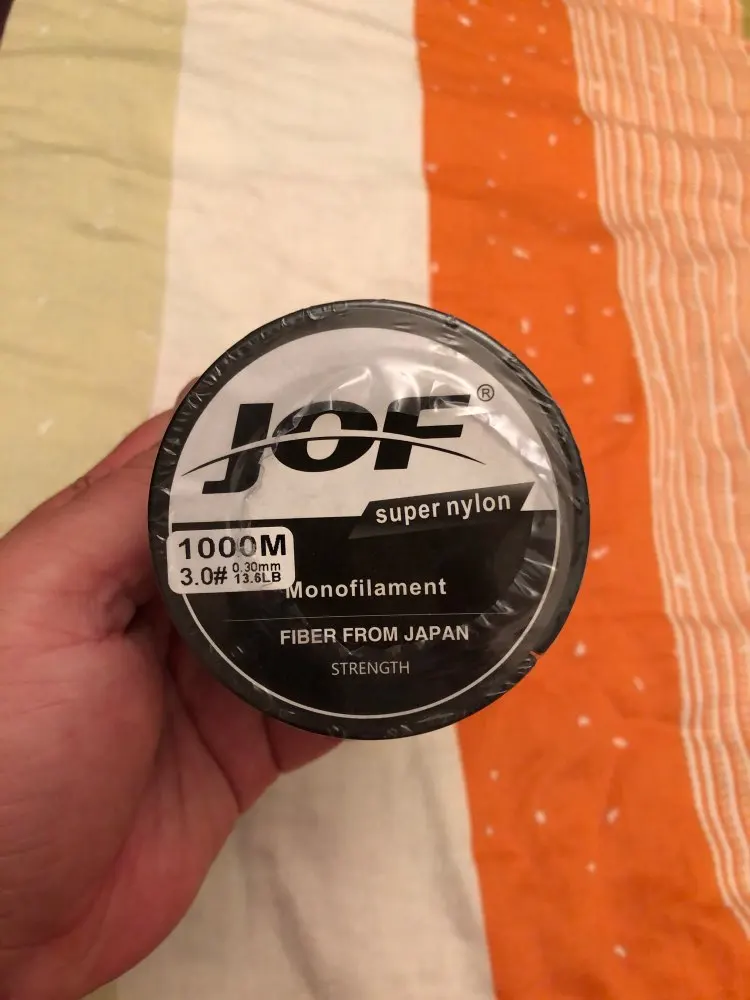 JOF®
super nylon
1000M
3.0# 0.30mm
13.6LB
Monofilament
FIBER FROM JAPAN
STRENGTH